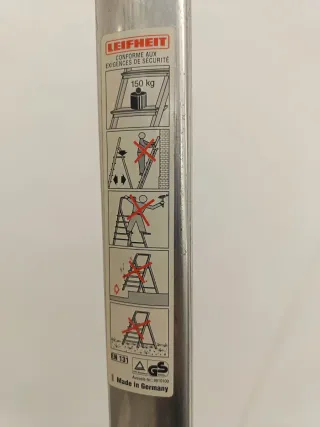 LEIFHEIT
CONFORME AUX
EXIGENCES DE SÉCURITÉ
150 kg
EN 131
GS
Made in Germany